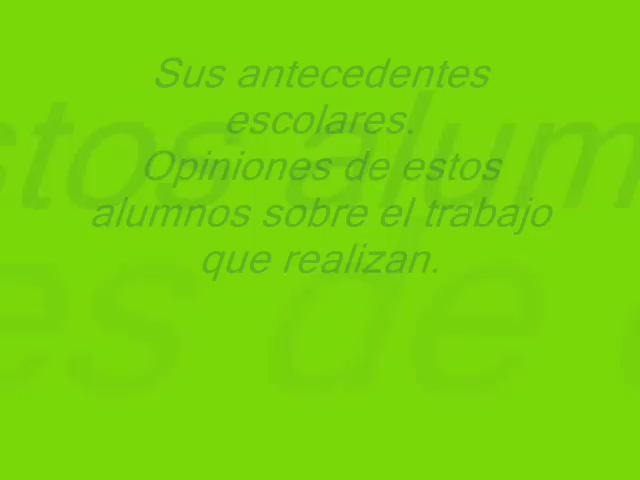 Sus antecedentes
escolares.
Opiniones de estos
alumnos sobre el trabajo
que realizan.